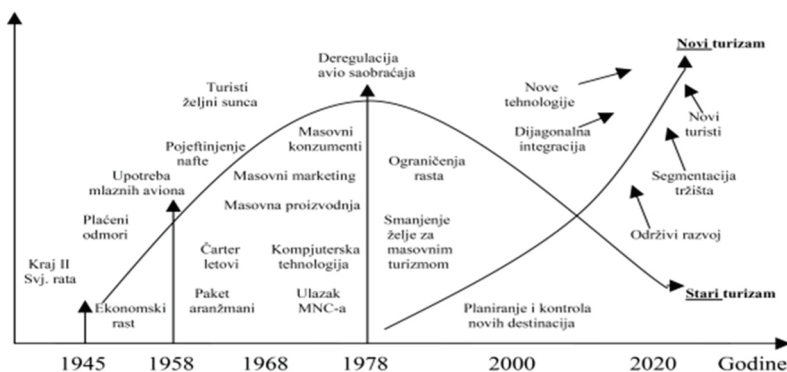 Novi turizam
Deregulacija
avio saobraćaja
Turisti
željni sunca
Nove
tehnologije
Novi
turisti
Masovni
konzumenti
Dijagonalna
integracija
Pojeftinjenje
nafte
Ograničenja
rasta
Upotreba
mlaznih aviona
Masovni marketing
Segmentacija
tržišta
Masovna proizvodnja
Plaćeni
odmori
Smanjenje
želje za
masovnim
turizmom
Održivi razvoj
Čarter
letovi
Kompjuterska
tehnologija
Kraj II
Svj. rata
Ekonomski
rast
Paket
aranžmani
Ulazak
MNC-a
Planiranje i kontrola
novih destinacija
Stari turizam
1945 1958 1968 1978 2000 2020 Godine